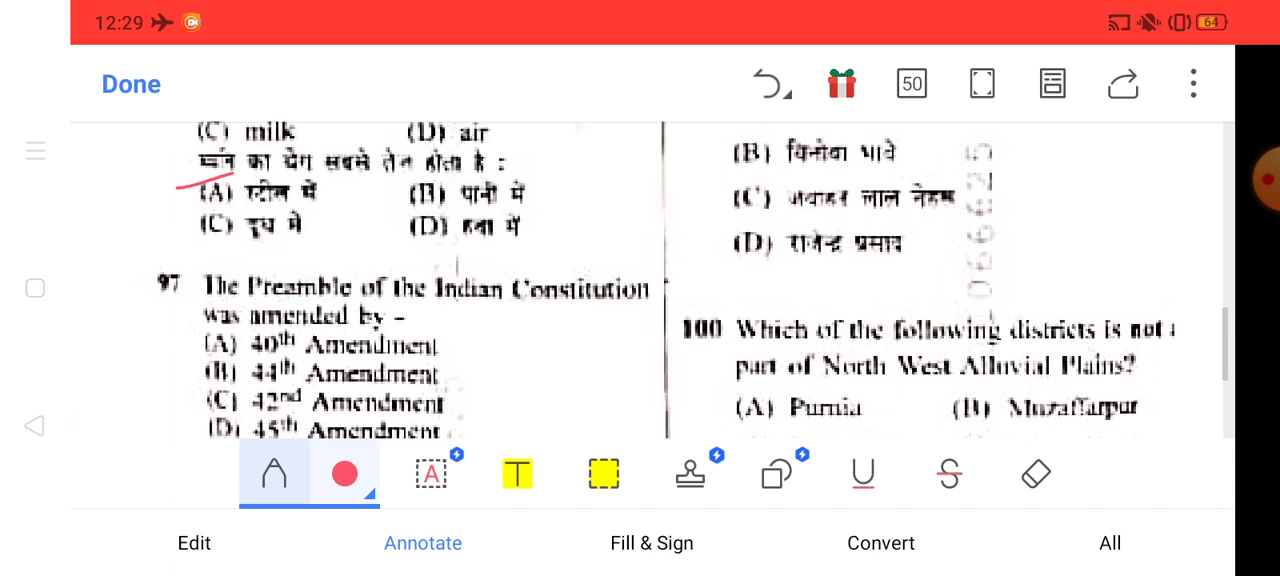 12:29
64
Done
50
(C) milk (D) air
ध्वनि का वेग सबसे तेज होता है :
(A) स्टील में (B) पानी में
(C) दूध में (D) हवा में
97 The Preamble of the Indian Constitution
was amended by -
(A) 40th Amendment
(B) 44th Amendment
(C) 42nd Amendment
(D) 45th Amendment
(B) विनोबा भावे
(C) जवाहर लाल नेहरू
(D) राजेन्द्र प्रसाद
100 Which of the following districts is not
part of North West Alluvial Plains?
(A) Purnia (B) Muzaffarpur
A T U S
Edit Annotate Fill & Sign Convert All